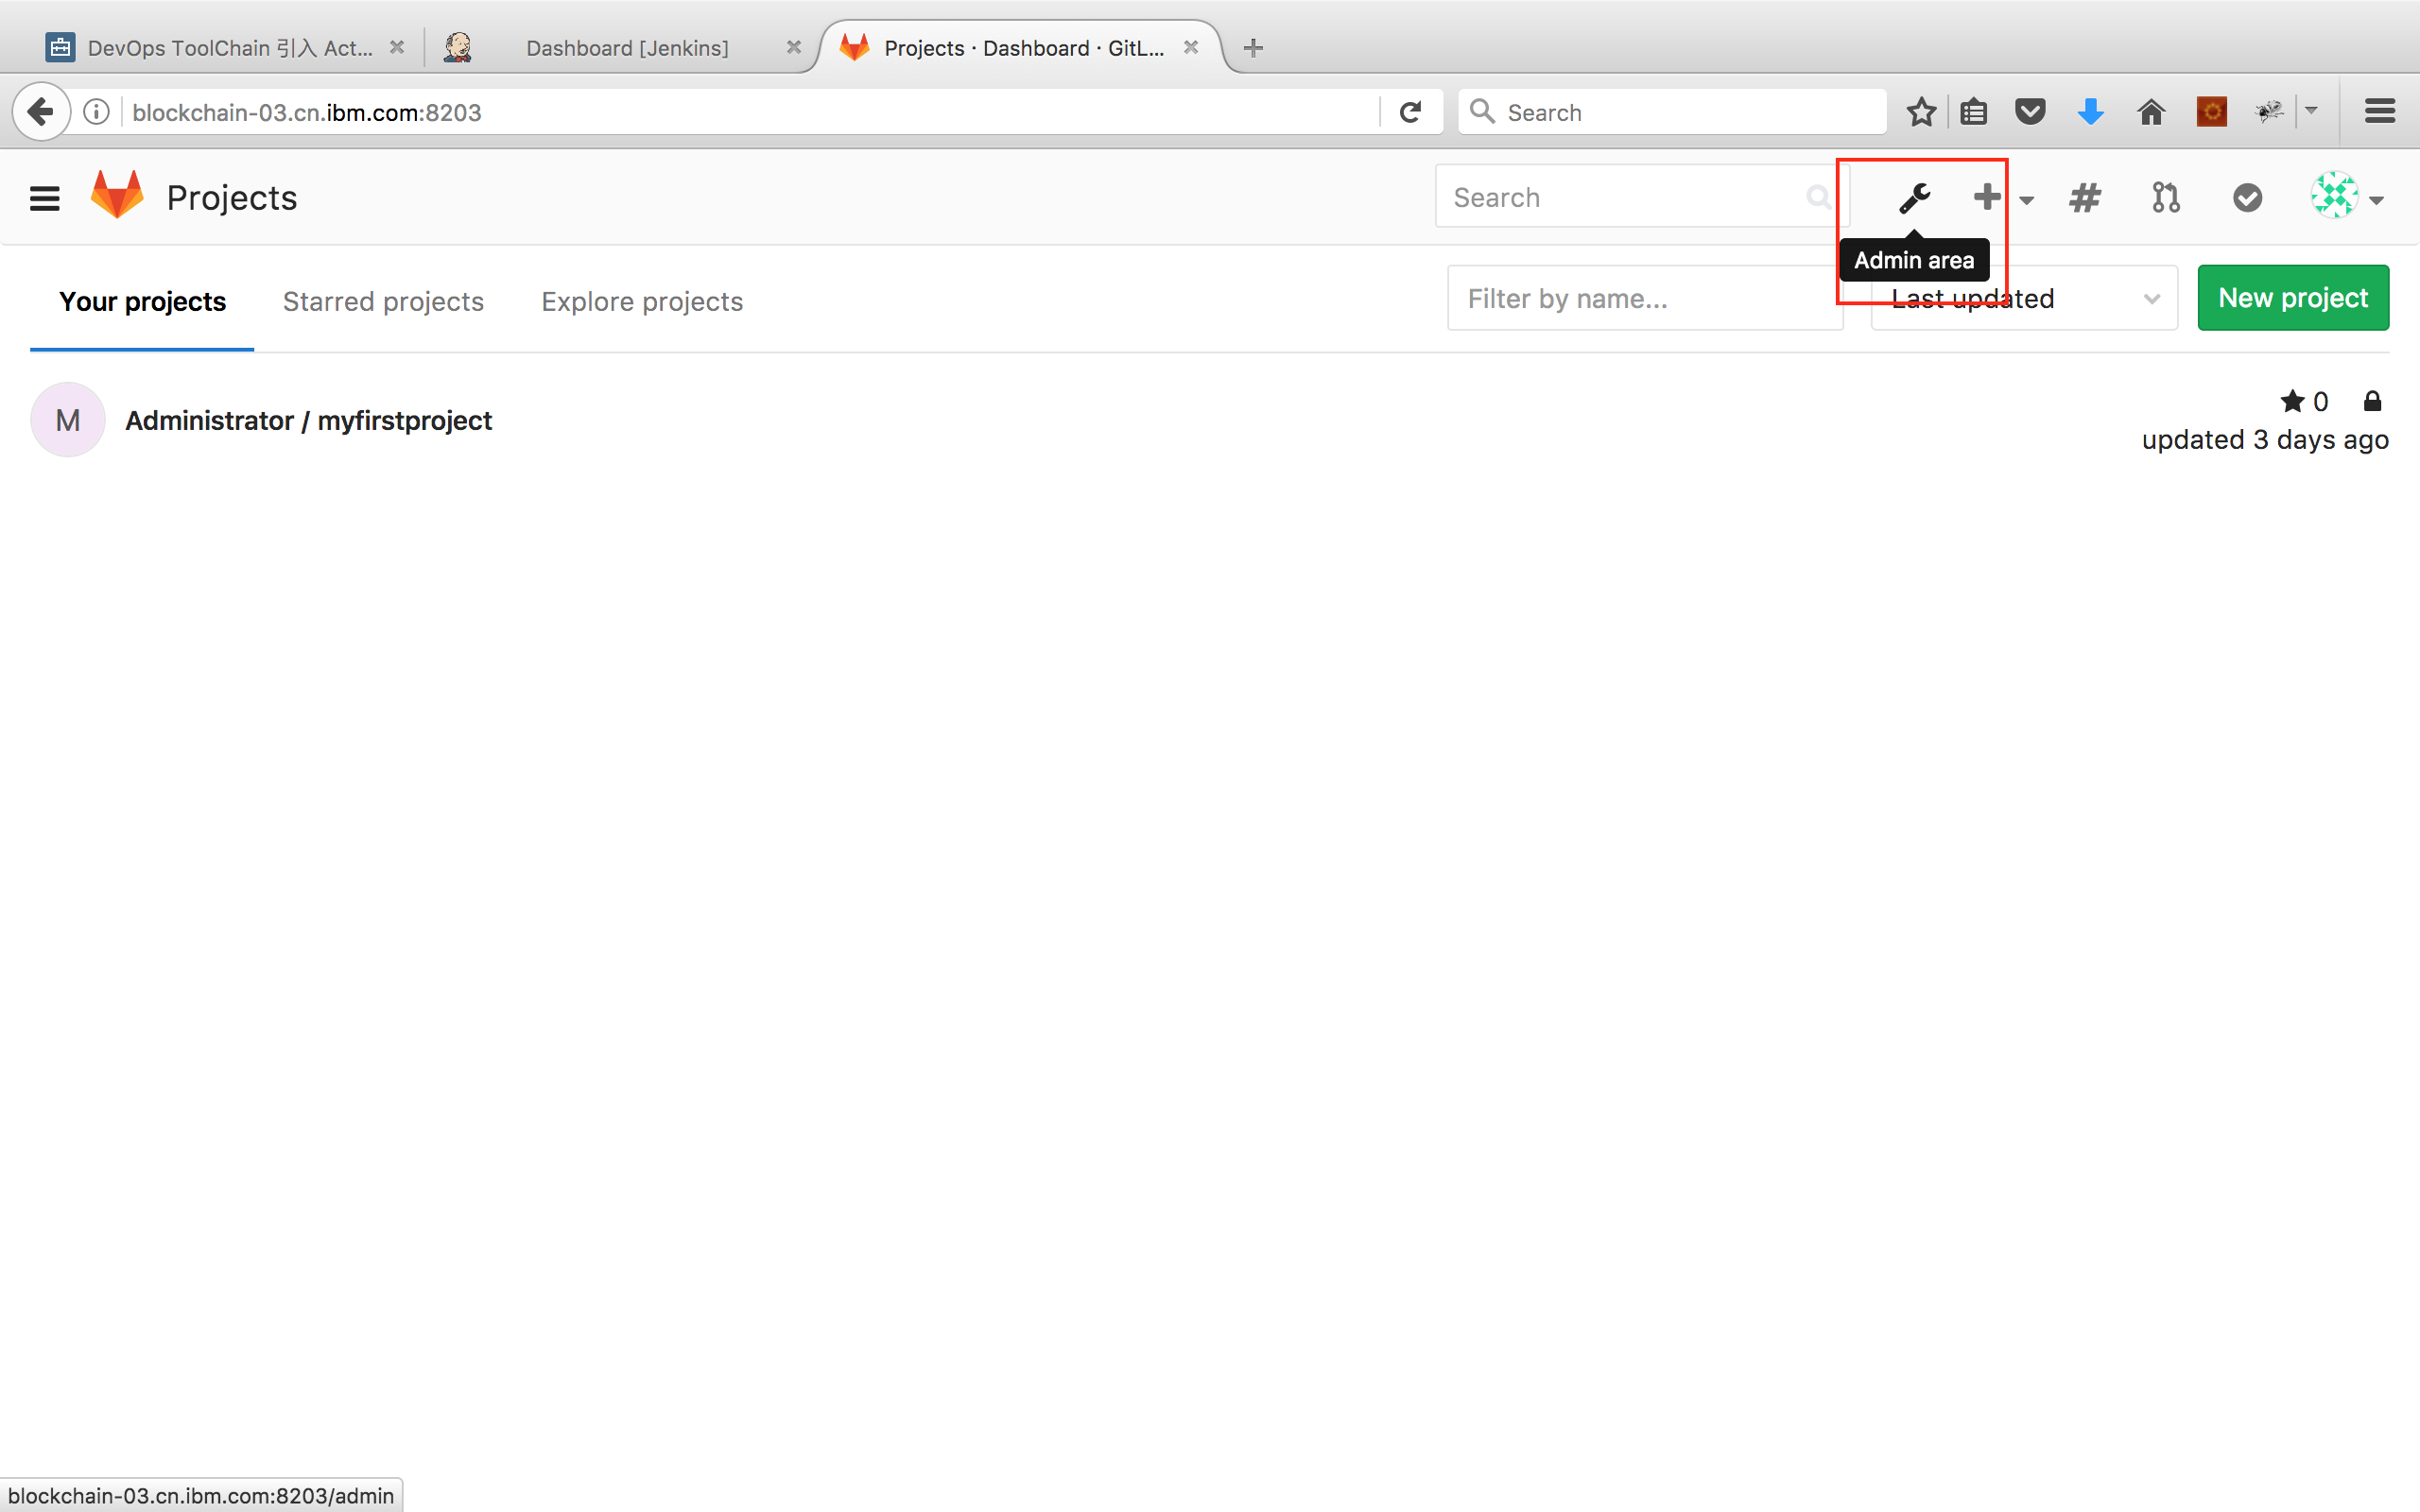 DevOps ToolChain 引入 Act...
Dashboard [Jenkins]
Projects · Dashboard · GitL...
blockchain-03.cn.ibm.com:8203
Search
Projects
Search
Admin area
Your projects
Starred projects
Explore projects
Filter by name...
Last updated
New project
M
Administrator / myfirstproject
0
updated 3 days ago
blockchain-03.cn.ibm.com:8203/admin